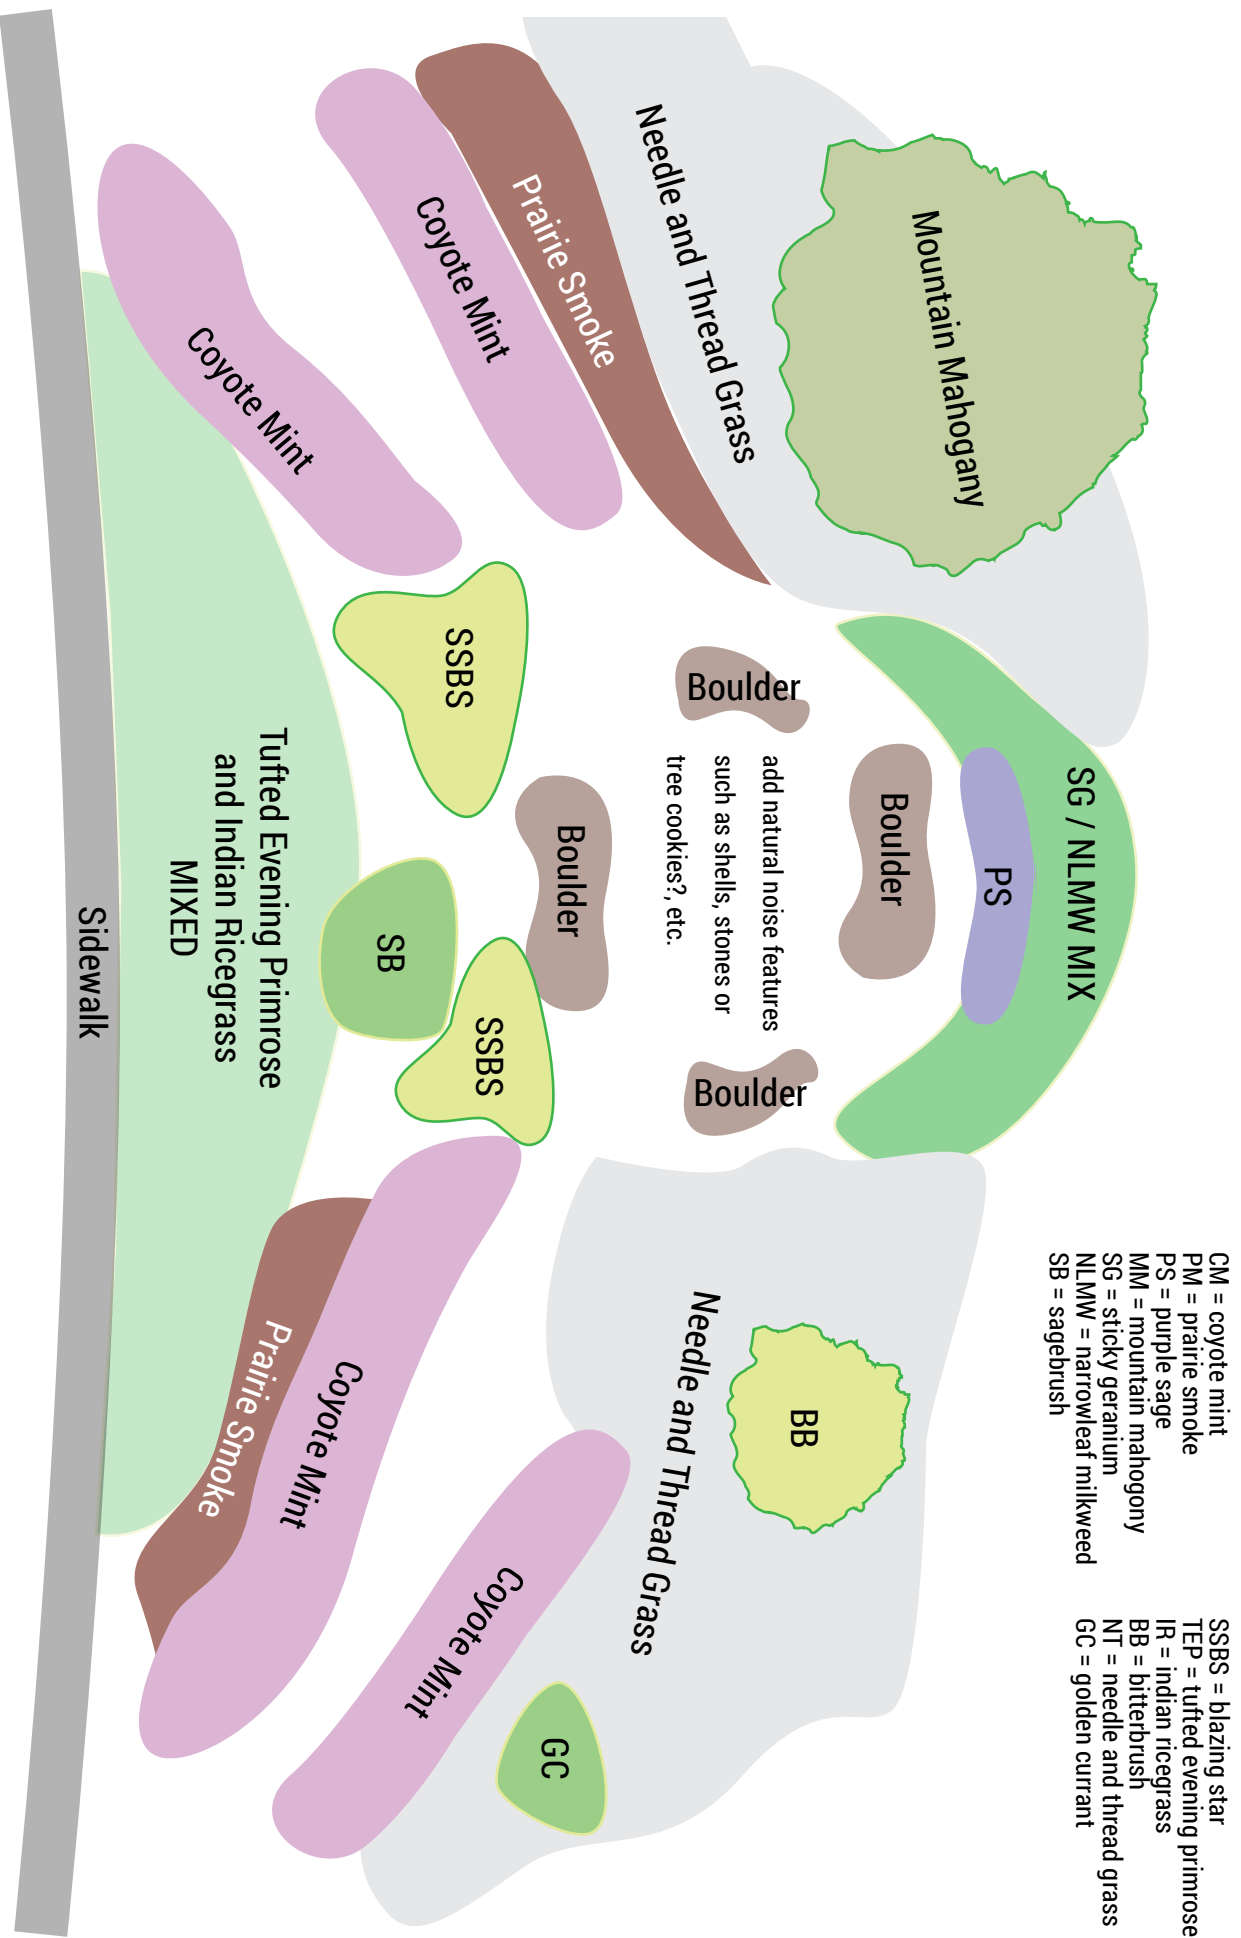 CM = coyote mint
PM = prairie smoke
PS = purple sage
MM = mountain mahogony
SG = sticky geranium
NLMW = narrowleaf milkweed
SB = sagebrush
SSBS = blazing star
TEP = tufted evening primrose
IR = indian ricegrass
BB = bitterbrush
NT = needle and thread grass
GC = golden currant
Mountain Mahogany
SG / NLMW MIX
PS
Boulder
BB
Needle and Thread Grass
Boulder
add natural noise features
such as shells, stones or
tree cookies?, etc.
Boulder
Needle and Thread Grass
Prairie Smoke
Boulder
GC
Coyote Mint
SSBS
SSBS
Coyote Mint
SB
Coyote Mint
Coyote Mint
Prairie Smoke
Tufted Evening Primrose
and Indian Ricegrass
MIXED
Sidewalk